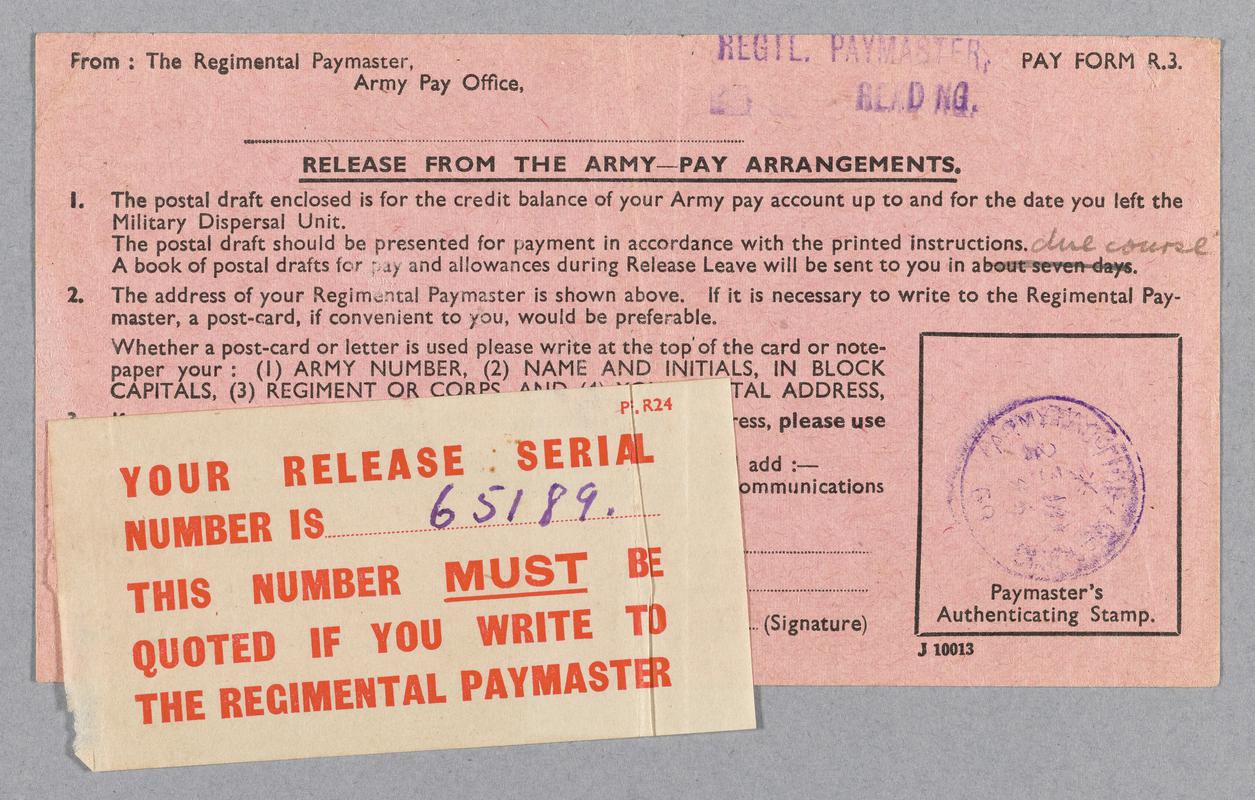 From : The Regimental Paymaster,
Army Pay Office,
REGTL. PAYMASTER,
READ NG.
PAY FORM R.3.
RELEASE FROM THE ARMY—PAY ARRANGEMENTS.
1. The postal draft enclosed is for the credit balance of your Army pay account up to and for the date you left the
Military Dispersal Unit.
The postal draft should be presented for payment in accordance with the printed instructions.
due course
A book of postal drafts for pay and allowances during Release Leave will be sent to you in about seven days.
2. The address of your Regimental Paymaster is shown above. If it is necessary to write to the Regimental Pay-
master, a post-card, if convenient to you, would be preferable.
Whether a post-card or letter is used please write at the top of the card or note-
paper your : (1) ARMY NUMBER, (2) NAME AND INITIALS, IN BLOCK
CAPITALS, (3) REGIMENT OR CORPS, AND (4) ADDRESS,
please use
add :—
(Signature)
Paymaster's
Authenticating Stamp.
J 10013
R24
YOUR RELEASE SERIAL
NUMBER IS 65189.
THIS NUMBER MUST BE
QUOTED IF YOU WRITE TO
THE REGIMENTAL PAYMASTER